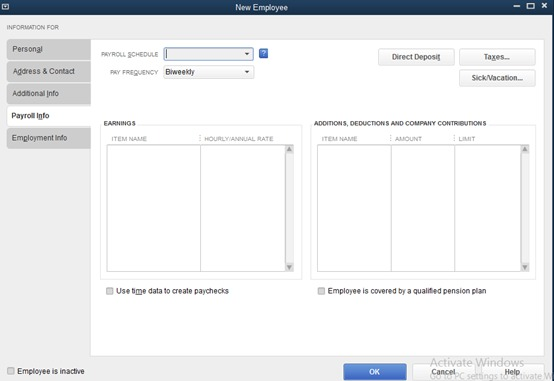 New Employee
INFORMATION FOR
Personal
Address & Contact
Additional Info
Payroll Info
Employment Info
PAYROLL SCHEDULE
?
PAY FREQUENCY Biweekly
Direct Deposit Taxes...
Sick/Vacation...
EARNINGS
ITEM NAME HOURLY/ANNUAL RATE
ADDITIONS, DEDUCTIONS AND COMPANY CONTRIBUTIONS
ITEM NAME AMOUNT LIMIT
Use time data to create paychecks
Employee is covered by a qualified pension plan
Employee is inactive
OK Cancel Help
Activate Windows
Go to PC settings to activate W